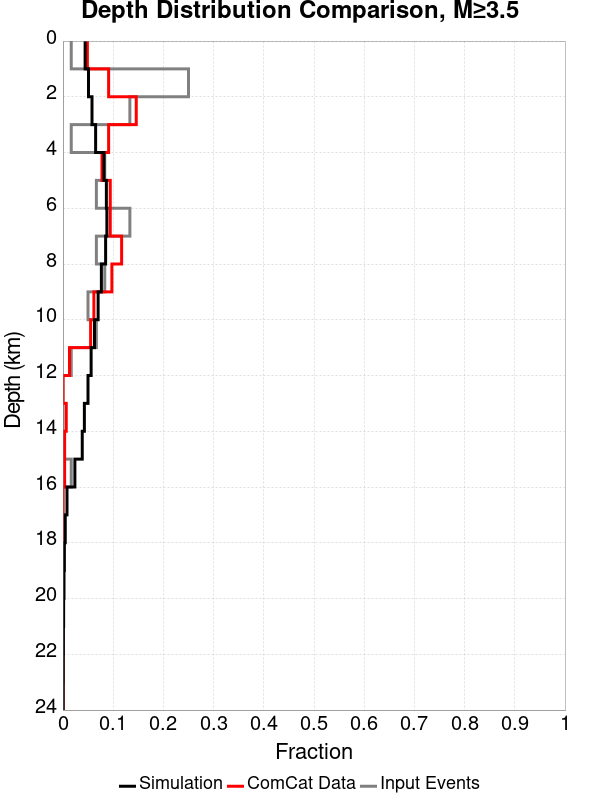 Depth Distribution Comparison, M≥3.5
0
2
4
6
8
10
12
14
16
18
20
22
24
Depth (km)
0 0.1 0.2 0.3 0.4 0.5 0.6 0.7 0.8 0.9 1
Fraction
Simulation ComCat Data Input Events